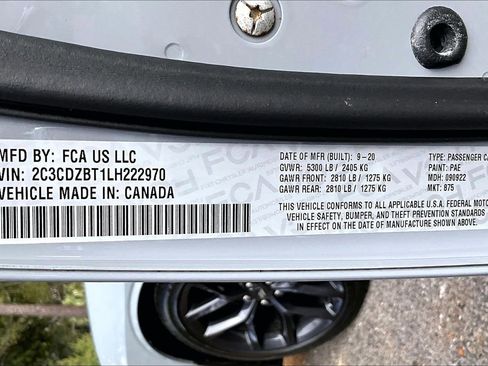 MFD BY: FCA US LLC
VIN: 2C3CDZBT1LH222970
VEHICLE MADE IN: CANADA
DATE OF MFR (BUILT): 9-20
GVWR: 5300 LB / 2405 KG
GAWR FRONT: 2810 LB / 1275 KG
GAWR REAR: 2810 LB / 1275 KG
TYPE: PASSENGER CA
PAINT: PAE
MDH: 090922
MKT: 875
THIS VEHICLE CONFORMS TO ALL APPLICABLE U.S.A. FEDERAL MOTO
VEHICLE SAFETY, BUMPER, AND THEFT PREVENTION STANDARDS
IN EFFECT ON THE DATE OF MANUFACTURE SHOWN ABOVE.